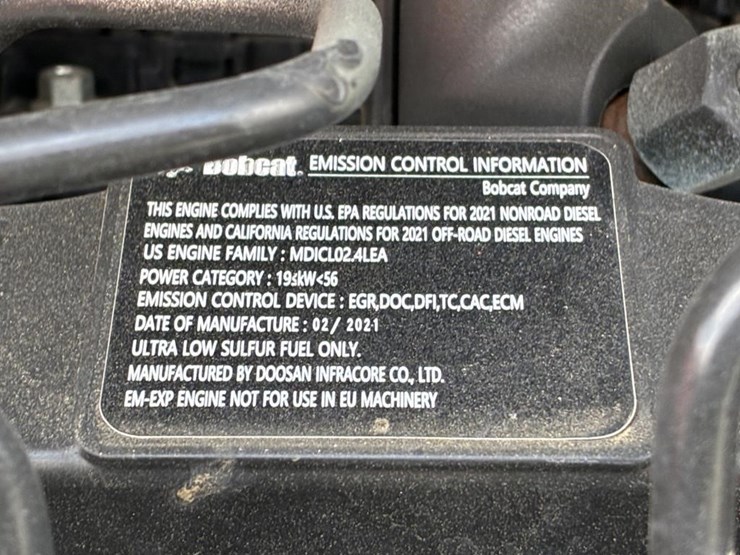 Bobcat. EMISSION CONTROL INFORMATION
Bobcat Company
THIS ENGINE COMPLIES WITH U.S. EPA REGULATIONS FOR 2021 NONROAD DIESEL
ENGINES AND CALIFORNIA REGULATIONS FOR 2021 OFF-ROAD DIESEL ENGINES
US ENGINE FAMILY : MDICL02.4LEA
POWER CATEGORY : 19≤kW<56
EMISSION CONTROL DEVICE : EGR,DOC,DFI,TC,CAC,ECM
DATE OF MANUFACTURE : 02/ 2021
ULTRA LOW SULFUR FUEL ONLY.
MANUFACTURED BY DOOSAN INFRACORE CO., LTD.
EM-EXP ENGINE NOT FOR USE IN EU MACHINERY